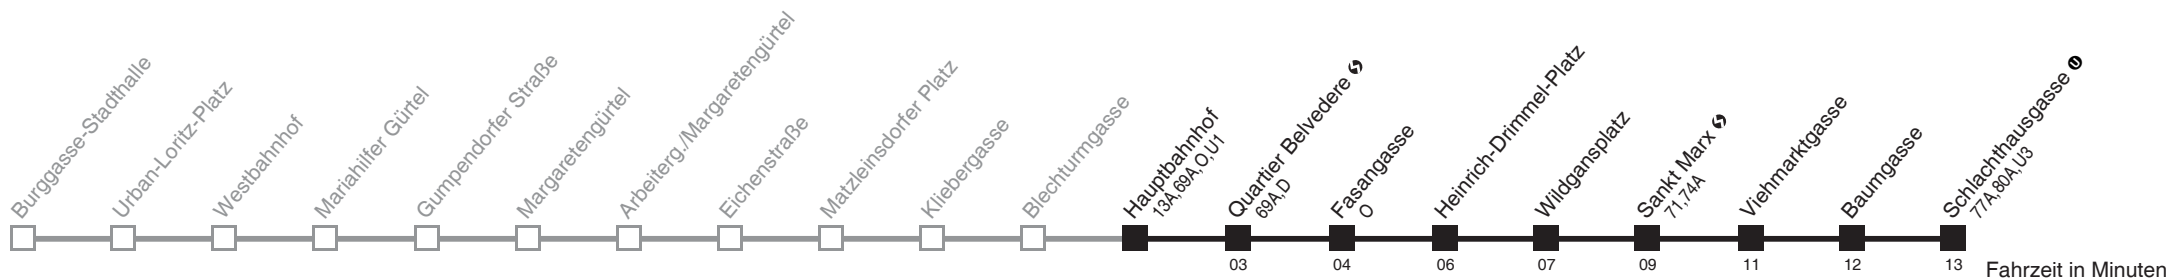 Burggasse-Stadthalle
Urban-Loritz-Platz
Westbahnhof
Mariahilfer Gürtel
Gumpendorfer Straße
Margaretengürtel
Arbeiterg./Margaretengürtel
Eichenstraße
Matzleinsdorfer Platz
Kliebergasse
Blechturmgasse
Hauptbahnhof
13A,69A,O,U1
Quartier Belvedere
69A,D
Fasangasse
O
Heinrich-Drimmel-Platz
Wildgansplatz
Sankt Marx
71,74A
Viehmarktgasse
Baumgasse
Schlachthausgasse U
77A,80A,U3
03 04 06 07 09 11 12 13 Fahrzeit in Minuten